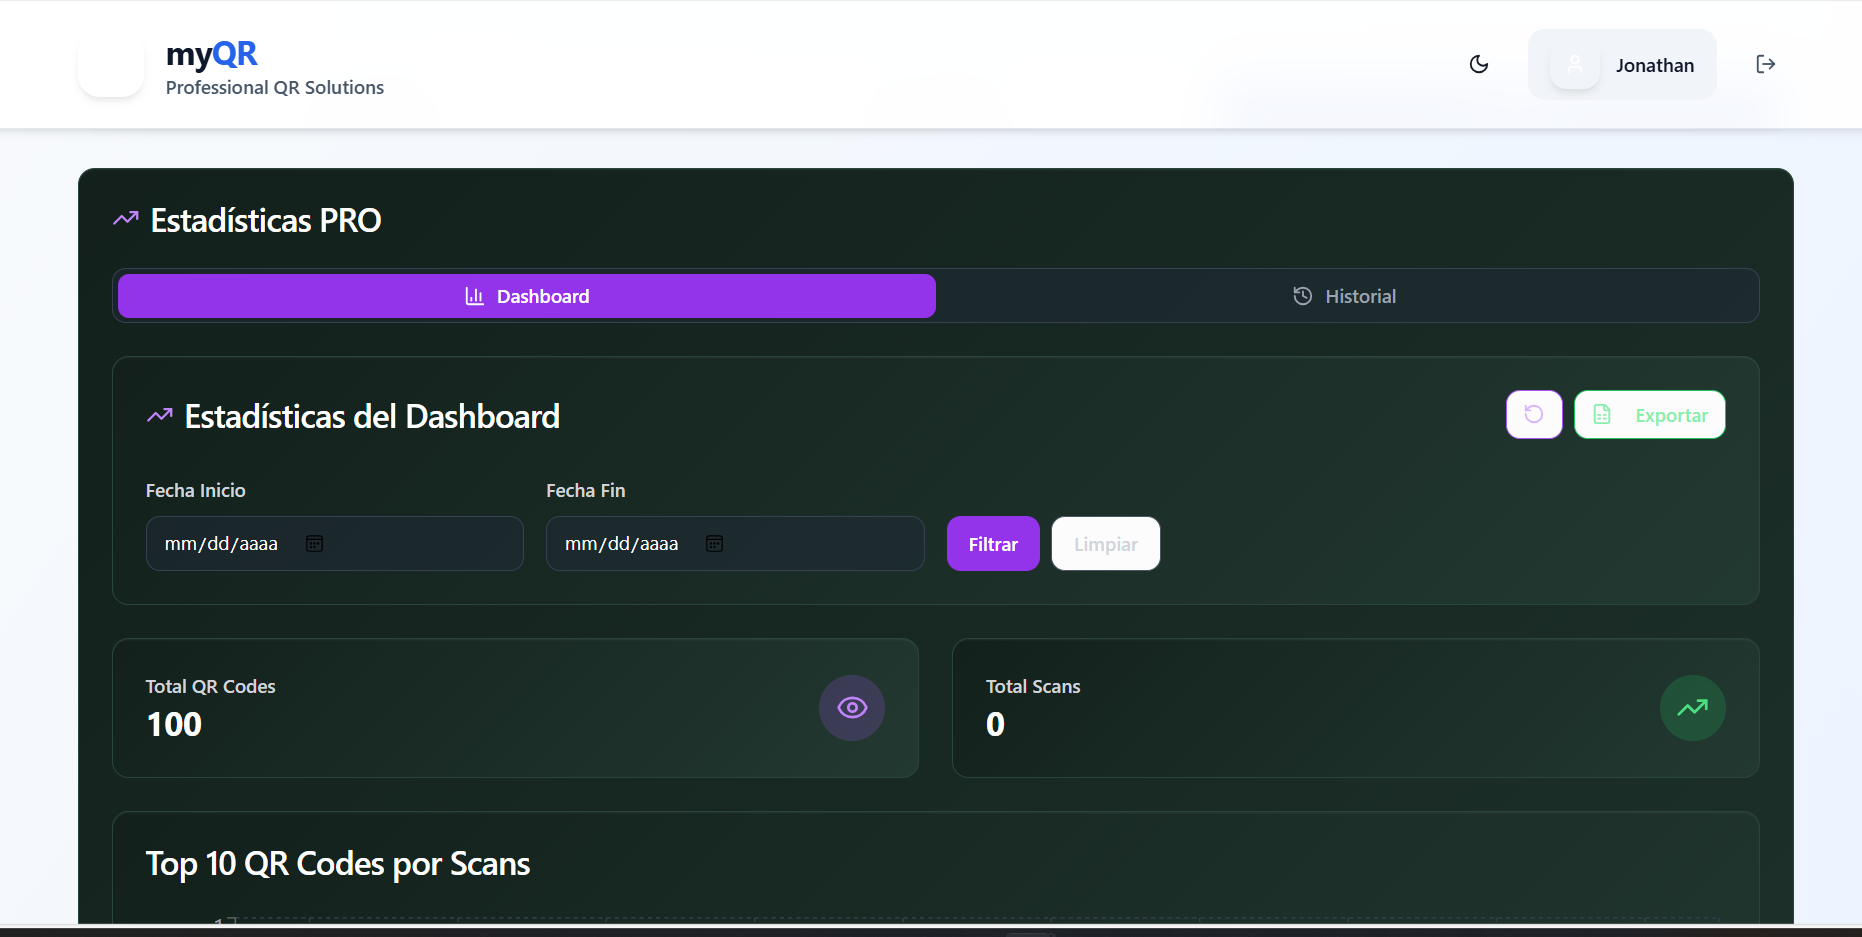 myQR
Professional QR Solutions
Jonathan
Estadísticas PRO
Dashboard
Historial
Estadísticas del Dashboard
Exportar
Fecha Inicio
Fecha Fin
mm/dd/aaaa
mm/dd/aaaa
Filtrar
Limpiar
Total QR Codes
100
Total Scans
0
Top 10 QR Codes por Scans